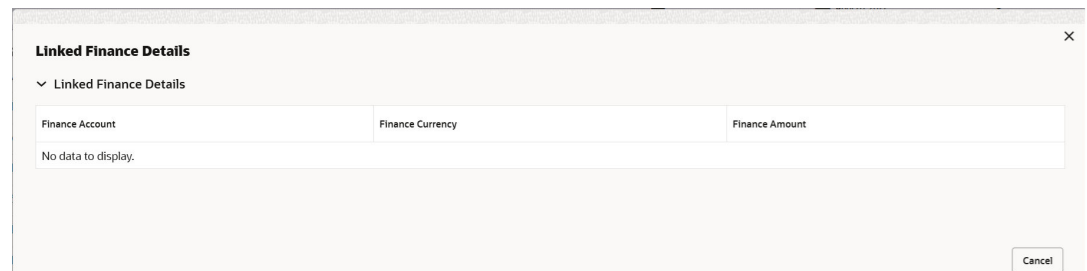 Linked Finance Details
Linked Finance Details
Finance Account Finance Currency Finance Amount
No data to display.
Cancel